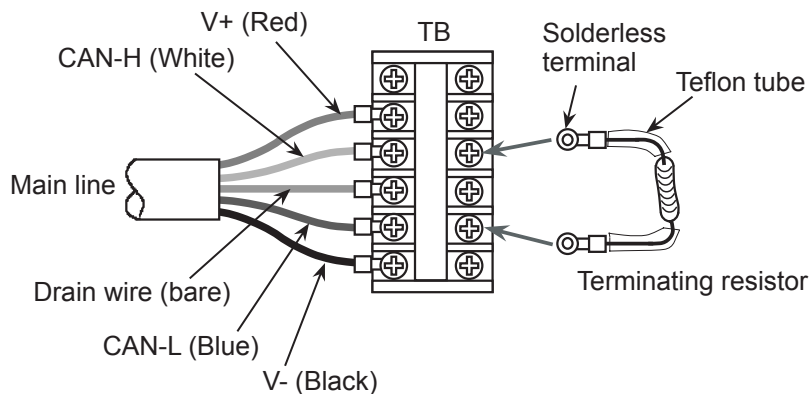 V+ (Red)
TB
CAN-H (White)
Solderless
terminal
Teflon tube
Main line
Drain wire (bare)
Terminating resistor
CAN-L (Blue)
V- (Black)